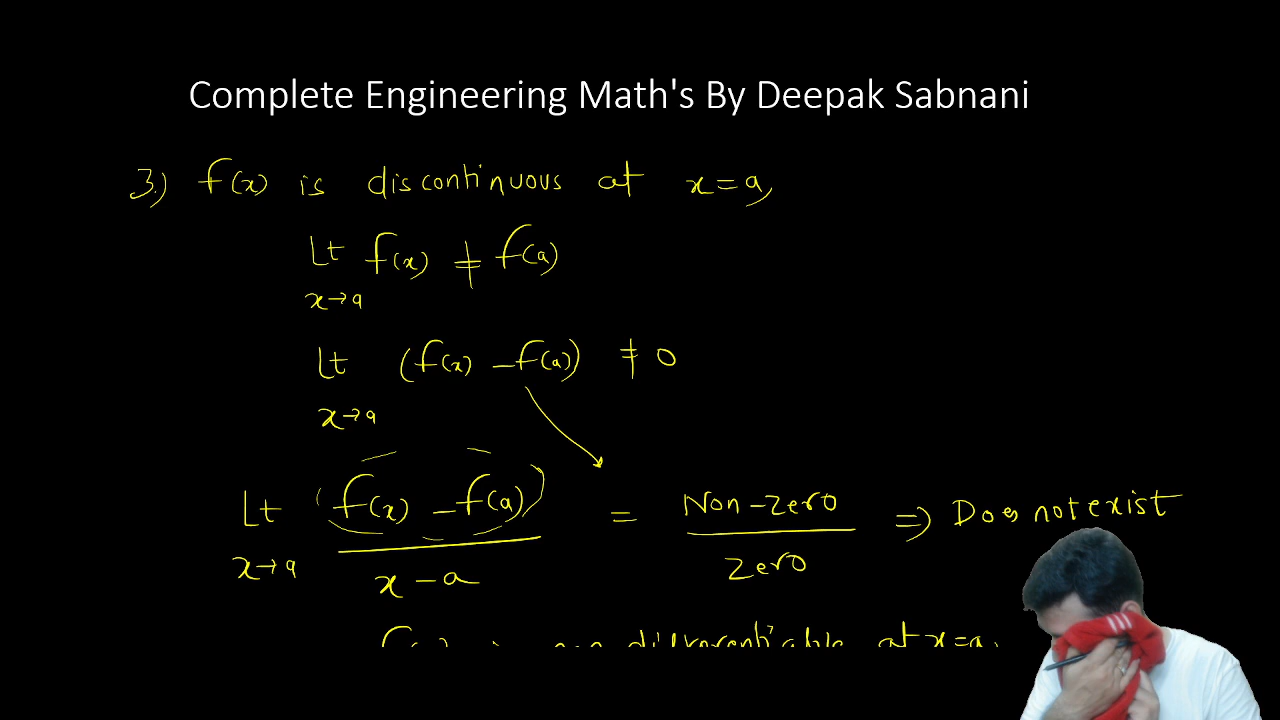 Complete Engineering Math's By Deepak Sabnani
3) f(x) is discontinuous at x=a,
Lt f(x) ≠ f(a)
x→a
Lt (f(x) – f(a)) ≠ 0
x→a
Lt (f(x) – f(a)) = Non-zero ⇒ Does not exist
x→a x – a Zero
at x=a,